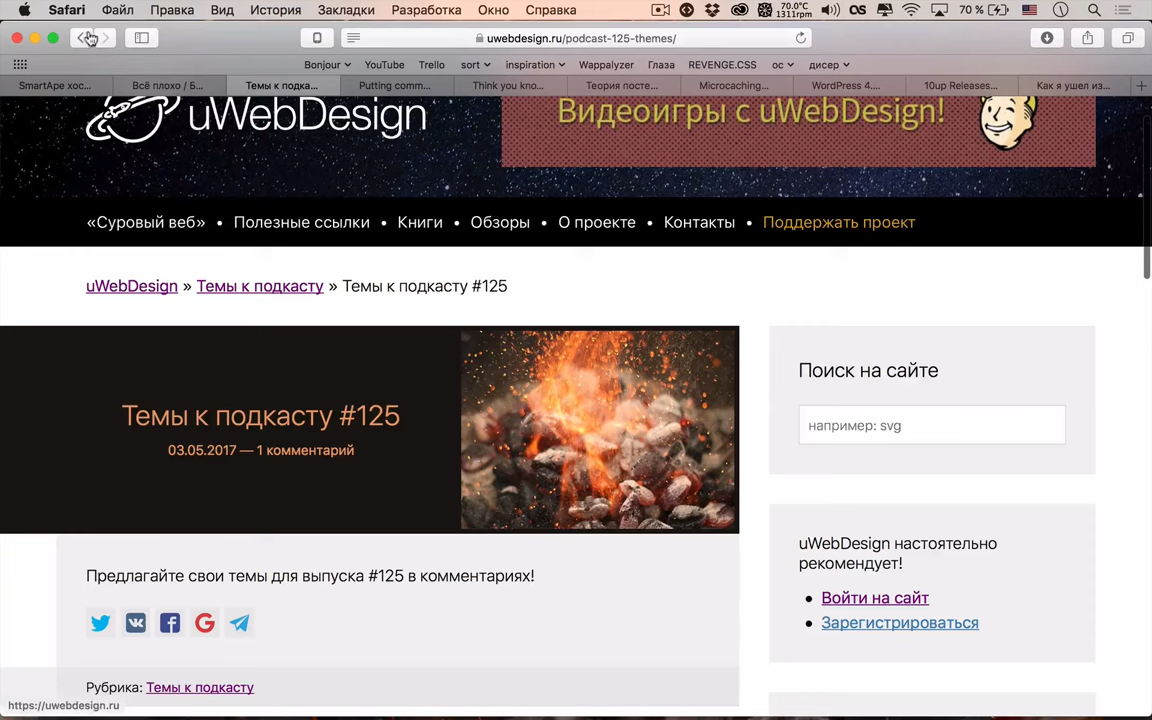 Safari Файл Правка Вид История Закладки Разработка Окно Справка 70.0°C 1311rpm 70 %
uwebdesign.ru/podcast-125-themes/
Bonjour YouTube Trello sort inspiration Wappalyzer Глаза REVENGE.CSS ос дисер
SmartApe хос... Всё плохо / Б... Темы к подка... Putting comm... Think you kno... Теория посте... Microcaching... WordPress 4.... 10up Releases... Как я ушел из...
uWebDesign
Видеоигры с uWebDesign!
«Суровый веб» • Полезные ссылки • Книги • Обзоры • О проекте • Контакты • Поддержать проект
uWebDesign » Темы к подкасту » Темы к подкасту #125
Темы к подкасту #125
03.05.2017 — 1 комментарий
Предлагайте свои темы для выпуска #125 в комментариях!
Рубрика: Темы к подкасту
Поиск на сайте
например: svg
uWebDesign настоятельно
рекомендует!
• Войти на сайт
• Зарегистрироваться
https://uwebdesign.ru